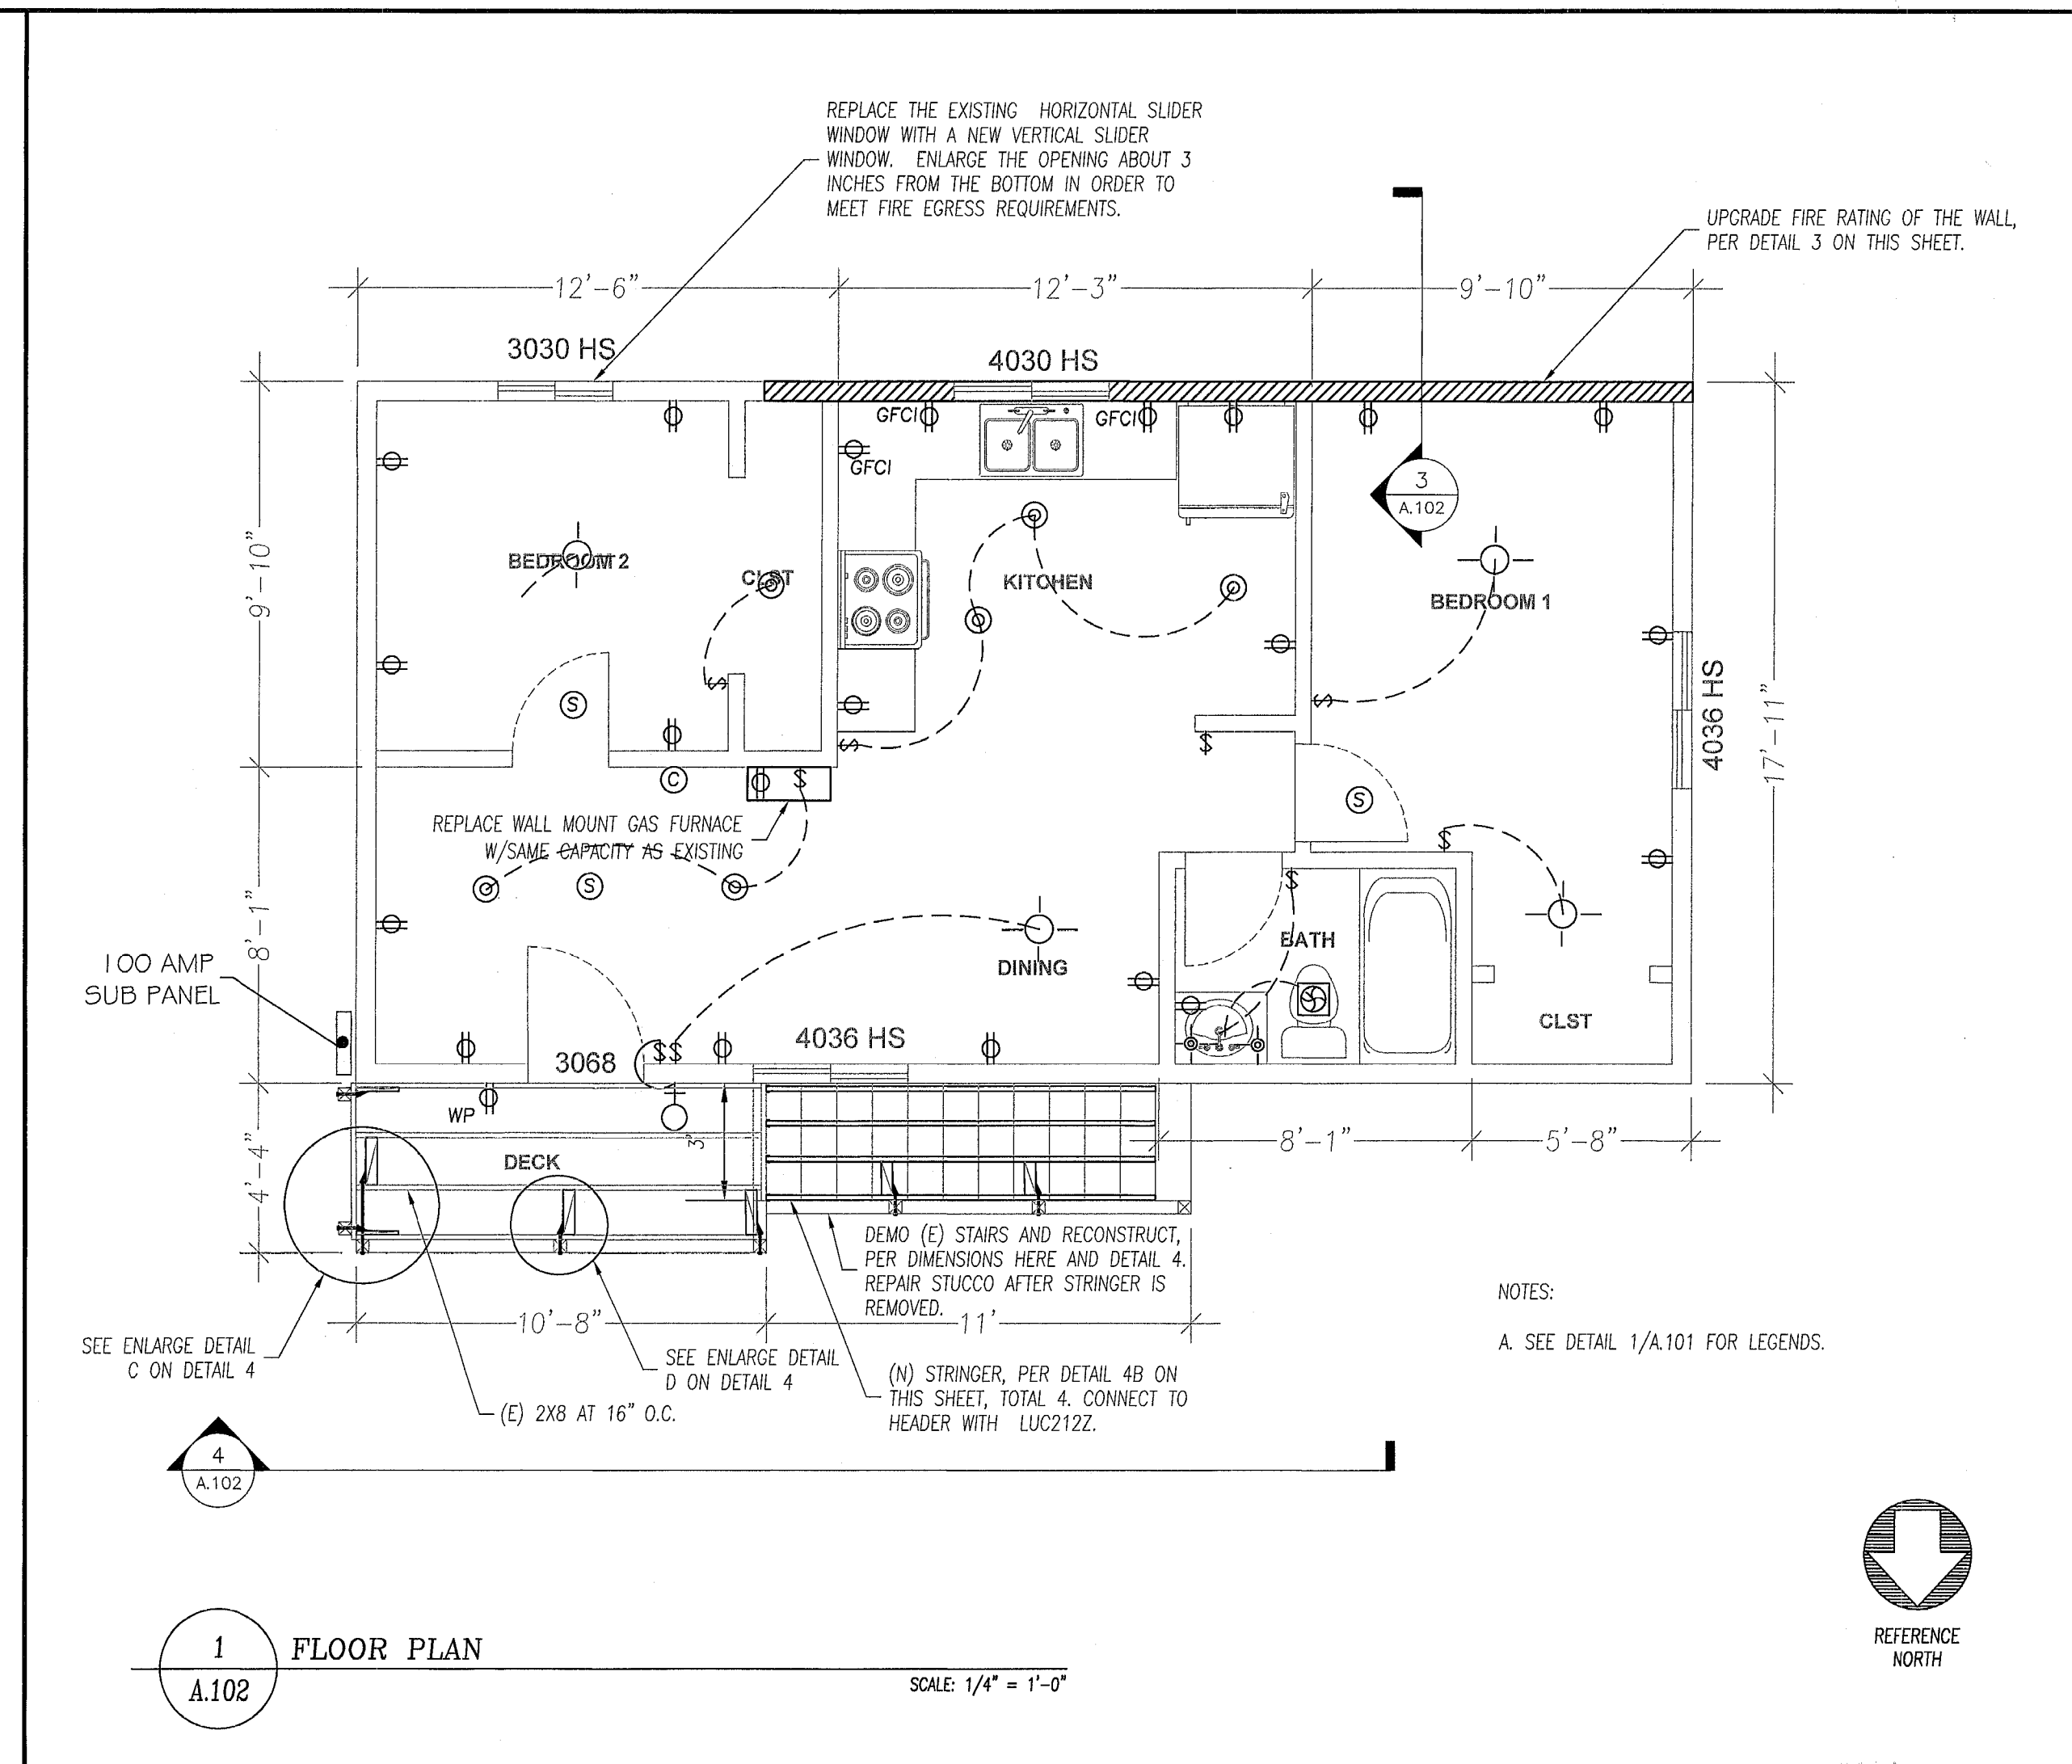 REPLACE THE EXISTING HORIZONTAL SLIDER
WINDOW WITH A NEW VERTICAL SLIDER
WINDOW. ENLARGE THE OPENING ABOUT 3
INCHES FROM THE BOTTOM IN ORDER TO
MEET FIRE EGRESS REQUIREMENTS.
UPGRADE FIRE RATING OF THE WALL,
PER DETAIL 3 ON THIS SHEET.
12'-6"
12'-3"
9'-10"
3030 HS
4030 HS
GFCI
GFCI
GFCI
3
A.102
9'-10"
BEDROOM 2
CLST
KITCHEN
BEDROOM 1
4036 HS
17'-11"
S
$
$
$
$
C
$
S
REPLACE WALL MOUNT GAS FURNACE
W/SAME CAPACITY AS EXISTING
$
S
$
8'-1"
BATH
DINING
100 AMP
SUB PANEL
CLST
3068
$$
4036 HS
WP
3'
DECK
4'-4"
8'-1"
5'-8"
DEMO (E) STAIRS AND RECONSTRUCT,
PER DIMENSIONS HERE AND DETAIL 4.
REPAIR STUCCO AFTER STRINGER IS
REMOVED.
10'-8"
11'
NOTES:
A. SEE DETAIL 1/A.101 FOR LEGENDS.
SEE ENLARGE DETAIL
C ON DETAIL 4
SEE ENLARGE DETAIL
D ON DETAIL 4
(E) 2X8 AT 16" O.C.
(N) STRINGER, PER DETAIL 4B ON
THIS SHEET, TOTAL 4. CONNECT TO
HEADER WITH LUC212Z.
4
A.102
REFERENCE
NORTH
1
FLOOR PLAN
A.102
SCALE: 1/4" = 1'-0"